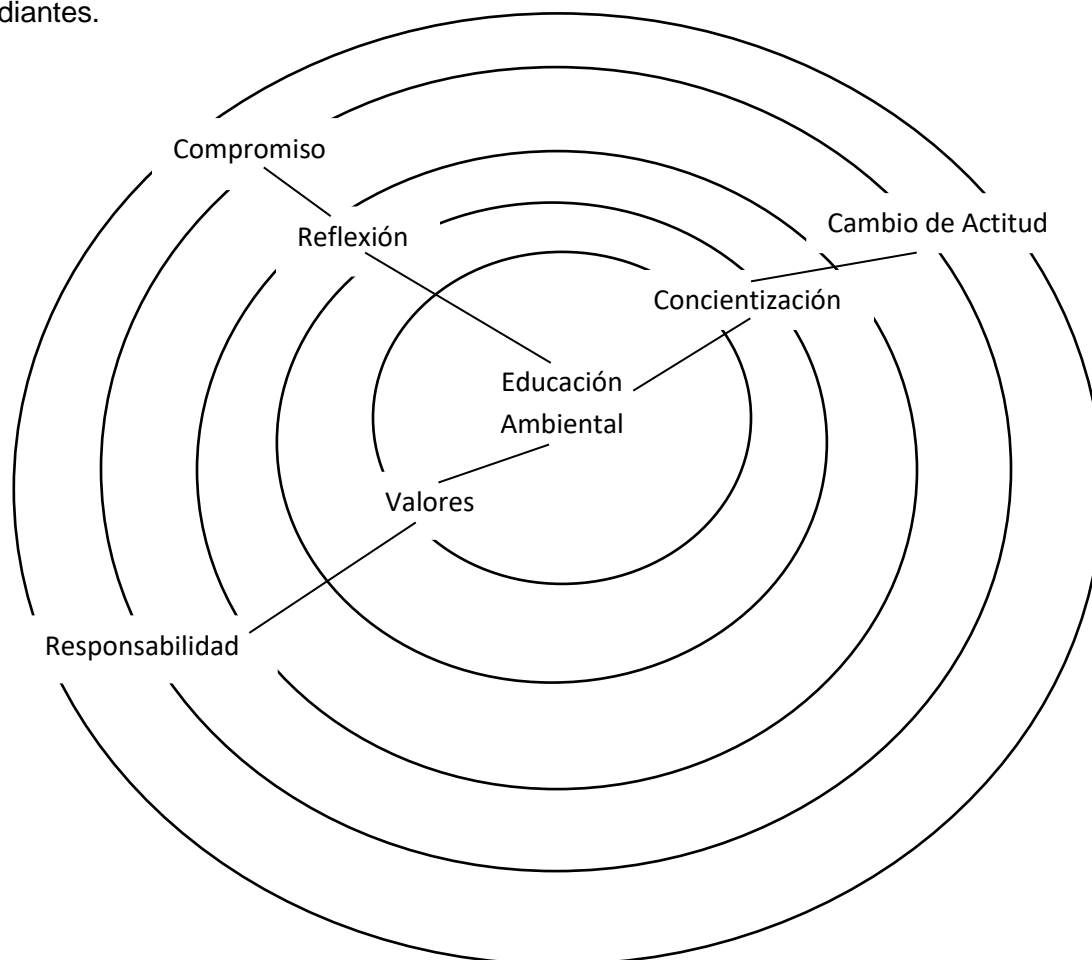 diantes.
Compromiso
Cambio de Actitud
Reflexión
Concientización
Educación
Ambiental
Valores
Responsabilidad